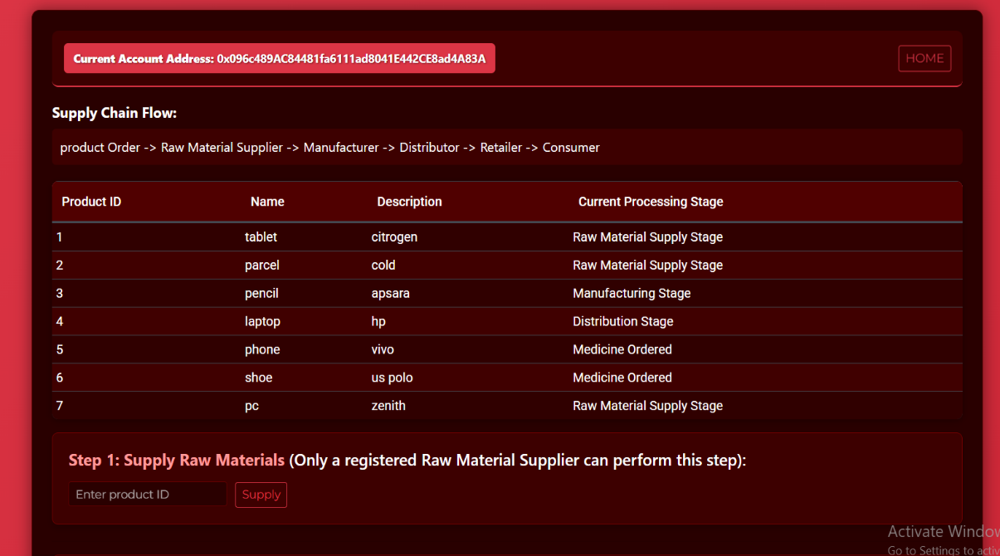 Current Account Address: 0x096c489AC84481fa6111ad8041E442CE8ad4A83A HOME
Supply Chain Flow:
product Order -> Raw Material Supplier -> Manufacturer -> Distributor -> Retailer -> Consumer
Product ID Name Description Current Processing Stage
1 tablet citrogen Raw Material Supply Stage
2 parcel cold Raw Material Supply Stage
3 pencil apsara Manufacturing Stage
4 laptop hp Distribution Stage
5 phone vivo Medicine Ordered
6 shoe us polo Medicine Ordered
7 pc zenith Raw Material Supply Stage
Step 1: Supply Raw Materials (Only a registered Raw Material Supplier can perform this step):
Enter product ID Supply
Activate Window
Go to Settings to activ